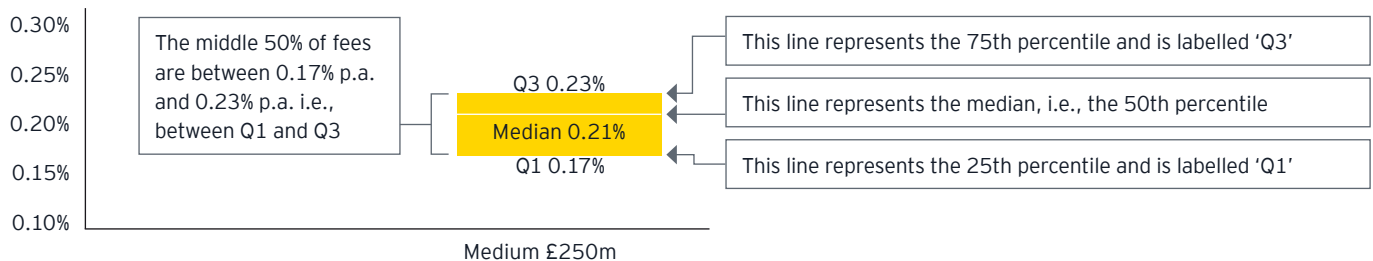 0.30%
0.25%
0.20%
0.15%
0.10%
The middle 50% of fees
are between 0.17% p.a.
and 0.23% p.a. i.e.,
between Q1 and Q3
Q3 0.23%
Median 0.21%
Q1 0.17%
This line represents the 75th percentile and is labelled ‘Q3’
This line represents the median, i.e., the 50th percentile
This line represents the 25th percentile and is labelled ‘Q1’
Medium £250m